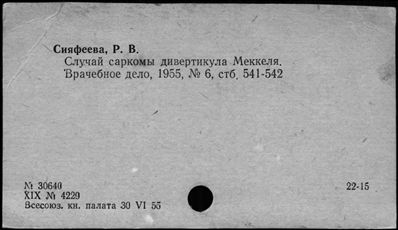 Сияфеева, Р. В.
Случай саркомы дивертикула Меккеля.
Врачебное дело, 1955, № 6, стб. 541-542
№ 30640
22-15
XIX № 4229
Всесоюз. кн. палата 30 VI 55